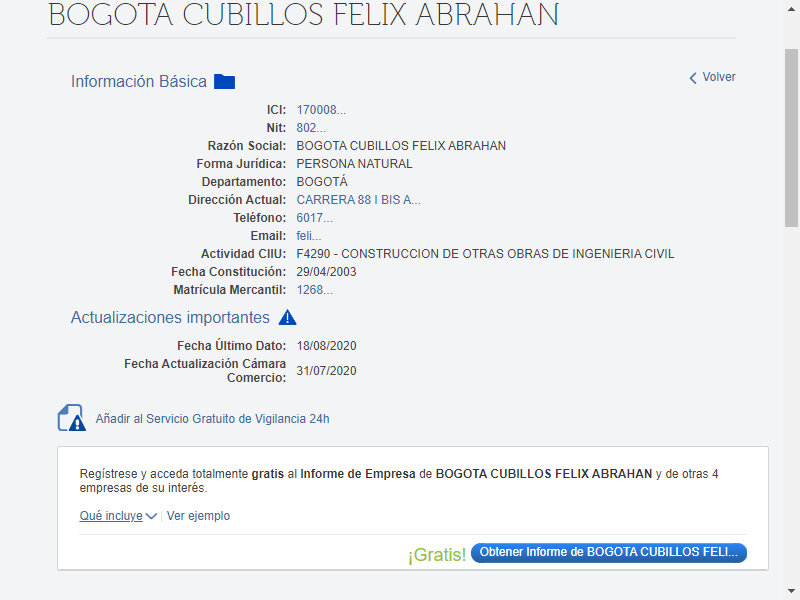 BOGOTA CUBILLOS FELIX ABRAHAN
Información Básica
Volver
ICI: 170008...
Nit: 802...
Razón Social: BOGOTA CUBILLOS FELIX ABRAHAN
Forma Jurídica: PERSONA NATURAL
Departamento: BOGOTÁ
Dirección Actual: CARRERA 88 I BIS A...
Teléfono: 6017...
Email: feli...
Actividad CIIU: F4290 - CONSTRUCCION DE OTRAS OBRAS DE INGENIERIA CIVIL
Fecha Constitución: 29/04/2003
Matrícula Mercantil: 1268...
Actualizaciones importantes
Fecha Último Dato: 18/08/2020
Fecha Actualización Cámara
Comercio: 31/07/2020
Añadir al Servicio Gratuito de Vigilancia 24h
Regístrese y acceda totalmente gratis al Informe de Empresa de BOGOTA CUBILLOS FELIX ABRAHAN y de otras 4
empresas de su interés.
Qué incluye | Ver ejemplo
¡Gratis! Obtener Informe de BOGOTA CUBILLOS FELI...